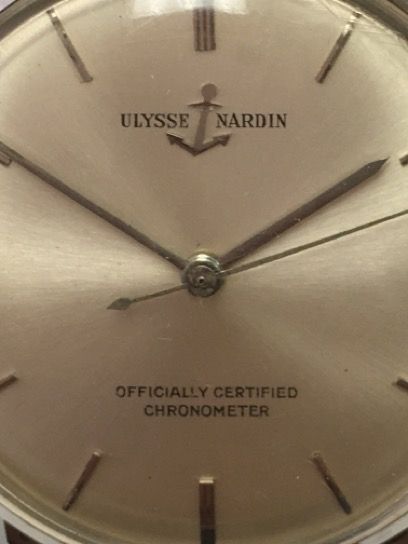 ULYSSE NARDIN
OFFICIALLY CERTIFIED
CHRONOMETER